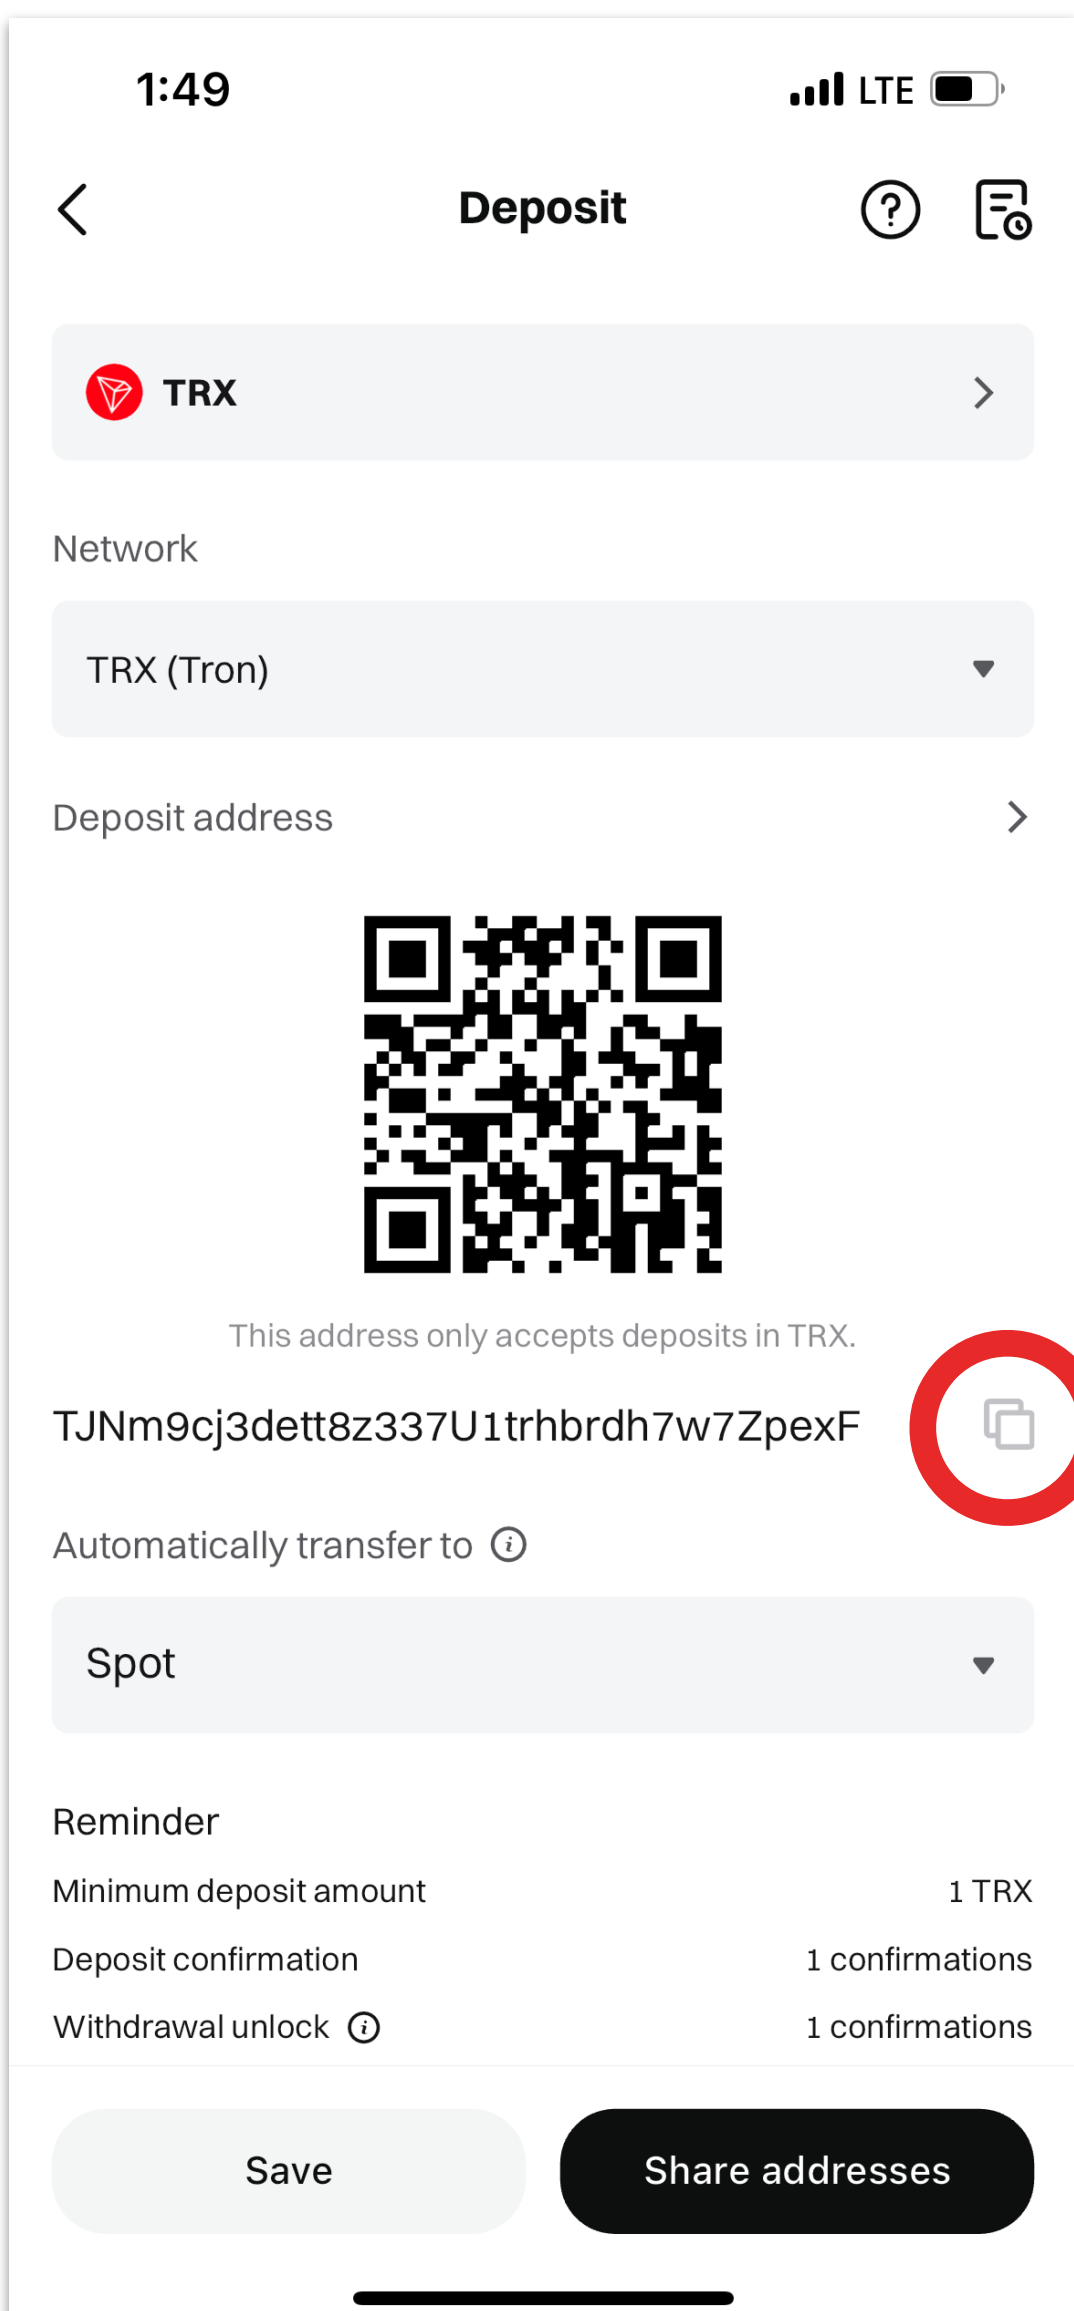 1:49 LTE
Deposit
TRX
Network
TRX (Tron)
Deposit address
This address only accepts deposits in TRX.
TJNm9cj3dett8z337U1trhbrdh7w7ZpexF
Automatically transfer to
Spot
Reminder
Minimum deposit amount 1 TRX
Deposit confirmation 1 confirmations
Withdrawal unlock 1 confirmations
Save Share addresses